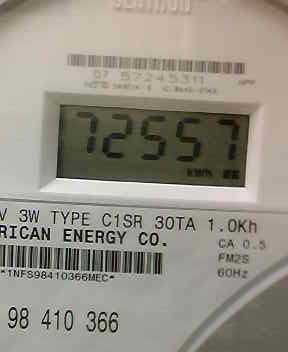 07 57245311
72557
kWh
V 3W TYPE C1SR 30TA 1.0Kh
RICAN ENERGY CO.
CA 0.5
FM2S
*1NFS98410366MEC*
60Hz
98 410 366